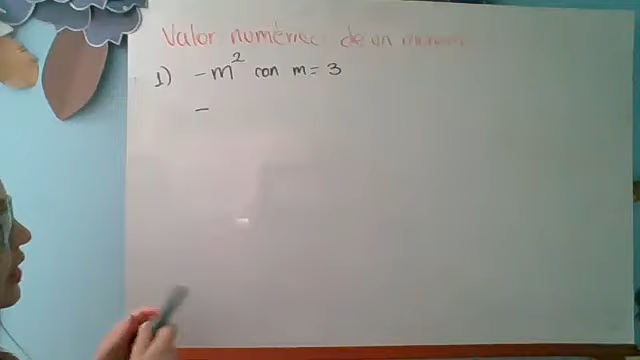 Valor numérico de un
1) -m² con m = 3
-